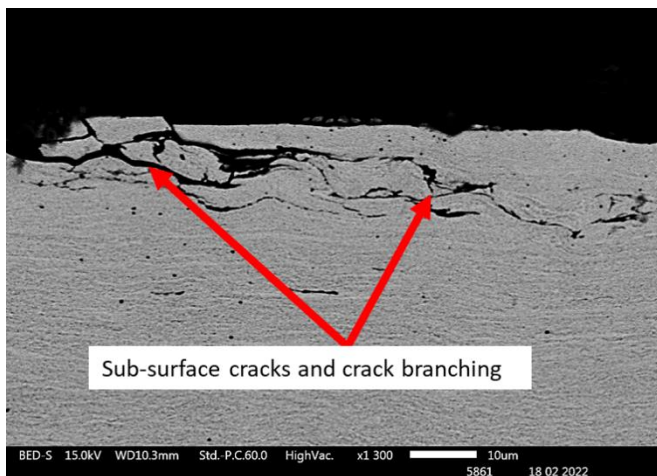 Sub-surface cracks and crack branching
BED-S 15.0kV WD10.3mm Std.-P.C.60.0 HighVac. x1 300 10um
5861 18 02 2022